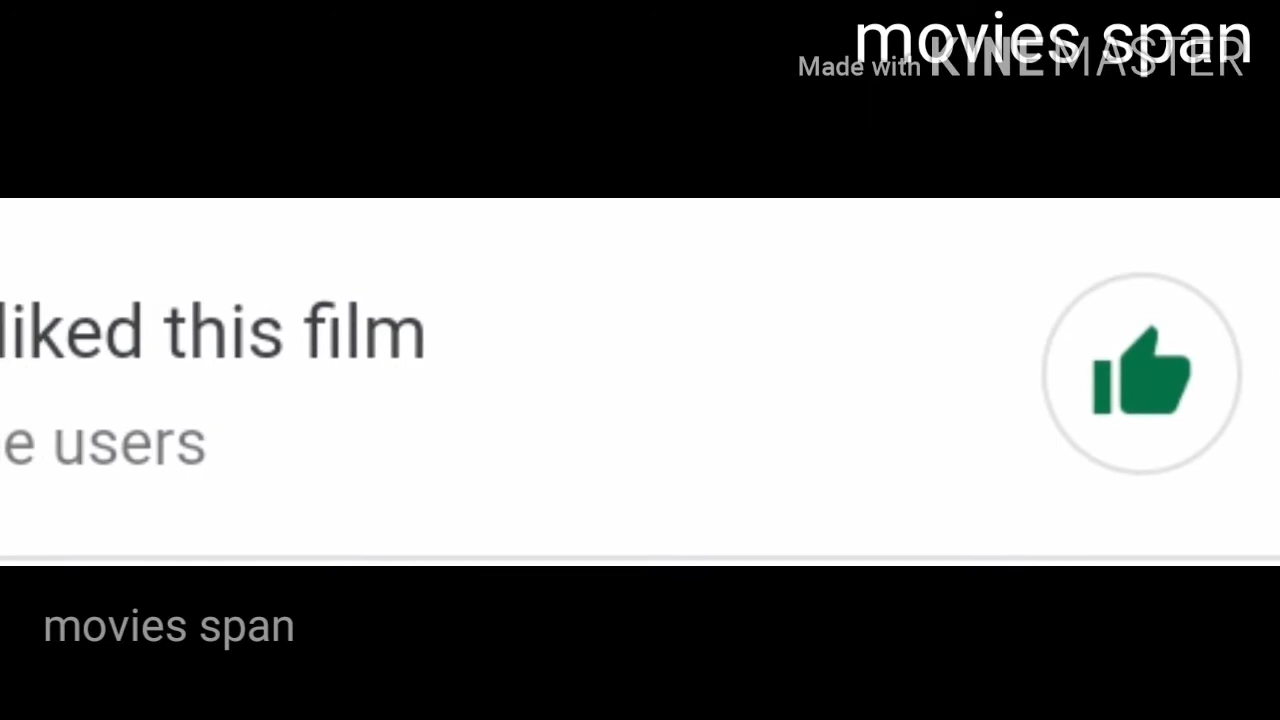 movies span
Made with KINEMASTER
liked this film
e users
movies span